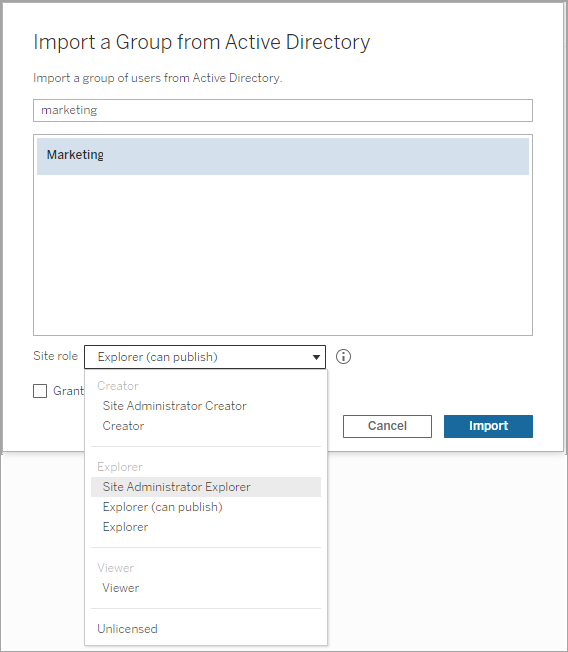 Import a Group from Active Directory
Import a group of users from Active Directory.
marketing
Marketing
Site role Explorer (can publish)
Grant
Creator
Site Administrator Creator
Creator
Cancel Import
Explorer
Site Administrator Explorer
Explorer (can publish)
Explorer
Viewer
Viewer
Unlicensed